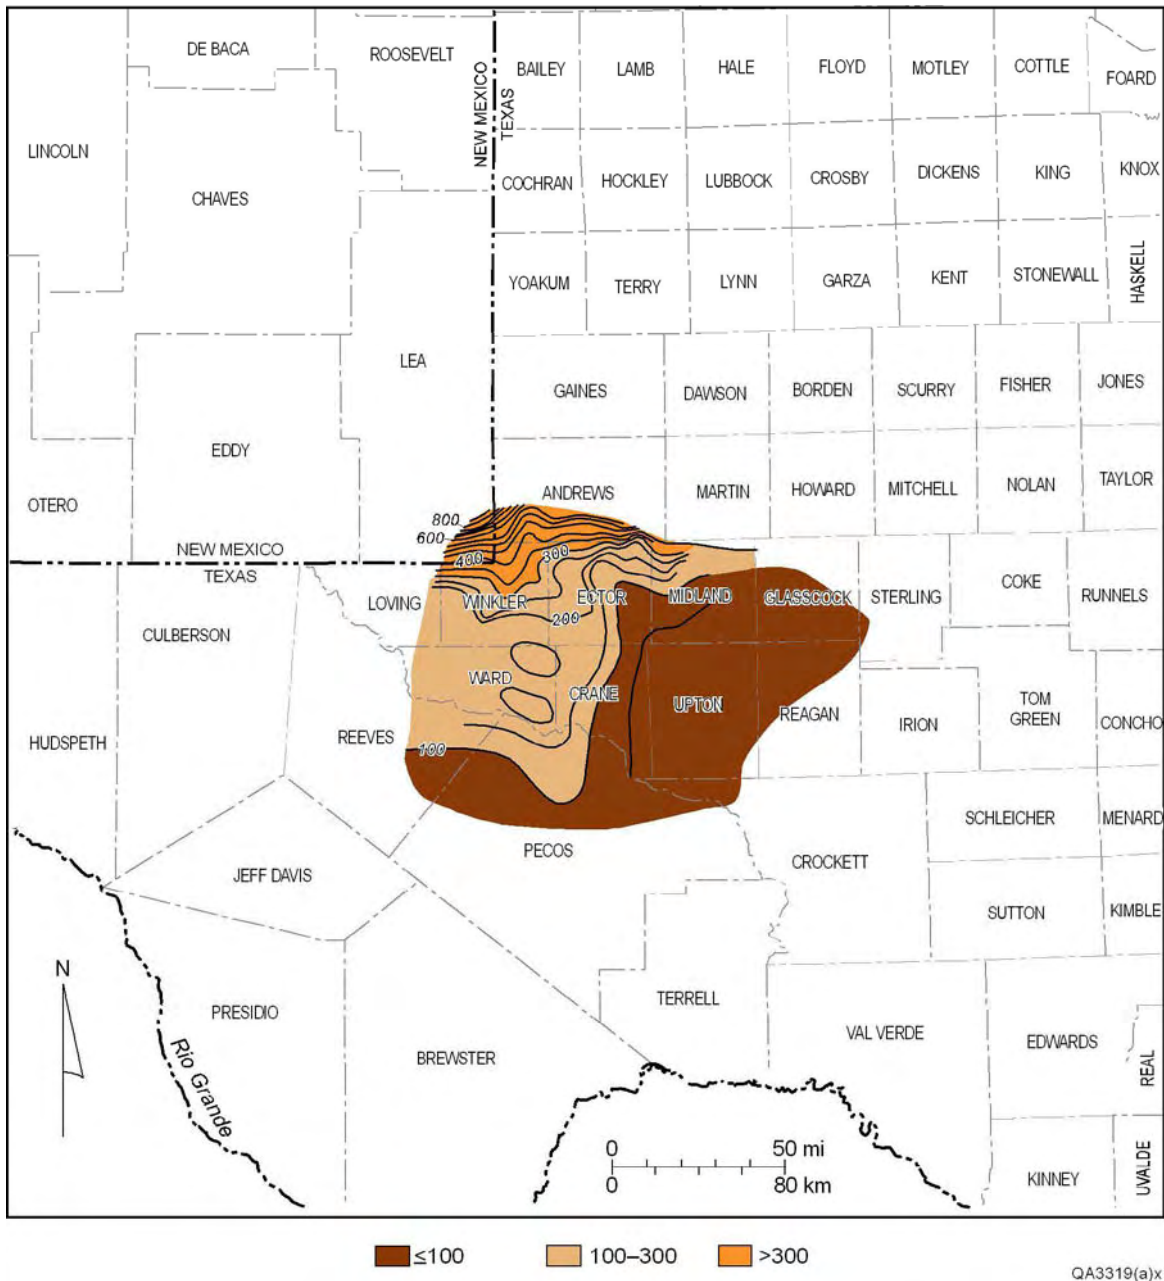 DE BACA
ROOSEVELT
BAILEY
LAMB
HALE
FLOYD
MOTLEY
COTTLE
FOARD
NEW MEXICO
TEXAS
LINCOLN
CHAVES
COCHRAN
HOCKLEY
LUBBOCK
CROSBY
DICKENS
KING
KNOX
YOAKUM
TERRY
LYNN
GARZA
KENT
STONEWALL
HASKELL
LEA
GAINES
DAWSON
BORDEN
SCURRY
FISHER
JONES
EDDY
OTERO
ANDREWS
MARTIN
HOWARD
MITCHELL
NOLAN
TAYLOR
800
600
400
300
NEW MEXICO
TEXAS
LOVING
WINKLER
ECTOR
MIDLAND
GLASSCOCK
STERLING
COKE
RUNNELS
200
CULBERSON
WARD
CRANE
UPTON
REAGAN
IRION
TOM
GREEN
CONCHO
HUDSPETH
REEVES
100
PECOS
CROCKETT
SCHLEICHER
MENARD
JEFF DAVIS
SUTTON
KIMBLE
N
PRESIDIO
TERRELL
VAL VERDE
EDWARDS
REAL
BREWSTER
Rio Grande
0 50 mi
0 80 km
KINNEY
UVALDE
≤100 100–300 >300
QA3319(a)x